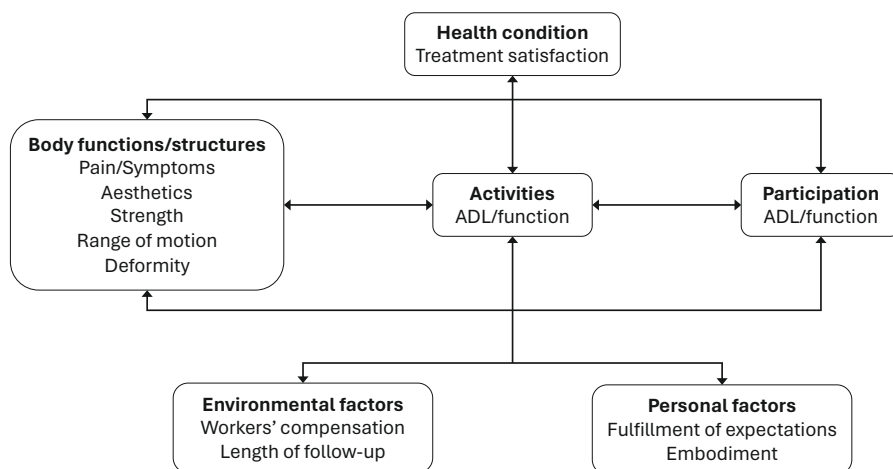 Health condition
Treatment satisfaction
Body functions/structures
Pain/Symptoms
Aesthetics
Strength
Range of motion
Deformity
Activities
ADL/function
Participation
ADL/function
Environmental factors
Workers’ compensation
Length of follow-up
Personal factors
Fulfillment of expectations
Embodiment